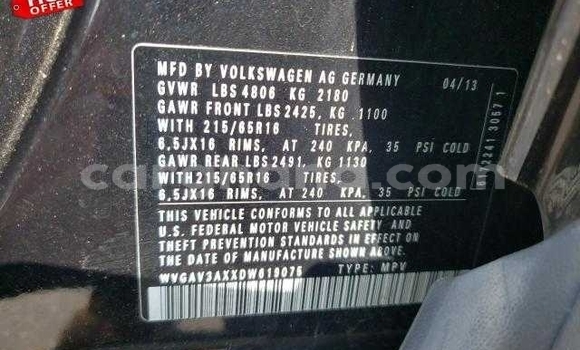 OFFER
MFD BY VOLKSWAGEN AG GERMANY 04/13
GVWR LBS 4806 KG 2180
GAWR FRONT LBS 2425, KG .1100
WITH 215/65R16 TIRES,
6,5JX16 RIMS, AT 240 KPA, 35 PSI COLD
GAWR REAR LBS 2491, KG 1130
WITH 215/65R16 TIRES,
6,5JX16 RIMS, AT 240 KPA, 35 PSI COLD
THIS VEHICLE CONFORMS TO ALL APPLICABLE
U.S. FEDERAL MOTOR VEHICLE SAFETY AND
THEFT PREVENTION STANDARDS IN EFFECT ON
THE DATE OF MANUFACTURE SHOWN ABOVE.
WVGAV3AXXDW618075 TYPE: MPV